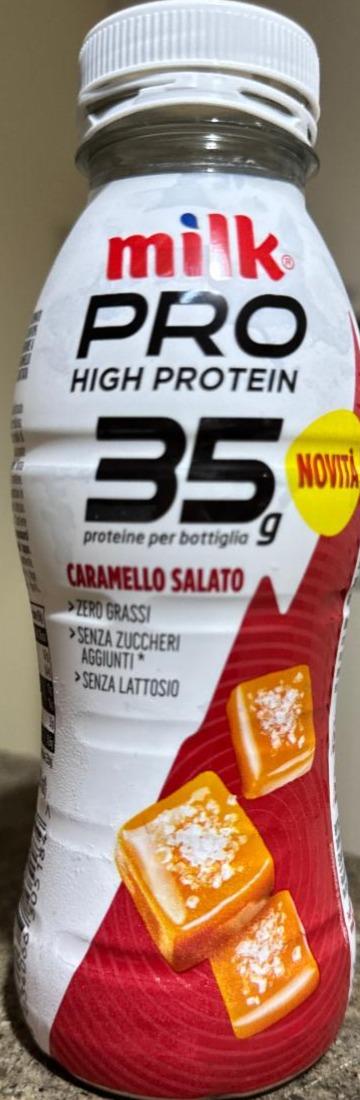 milk®
PRO
HIGH PROTEIN
35g
proteine per bottiglia
NOVITÀ
CARAMELLO SALATO
> ZERO GRASSI
> SENZA ZUCCHERI
AGGIUNTI *
> SENZA LATTOSIO